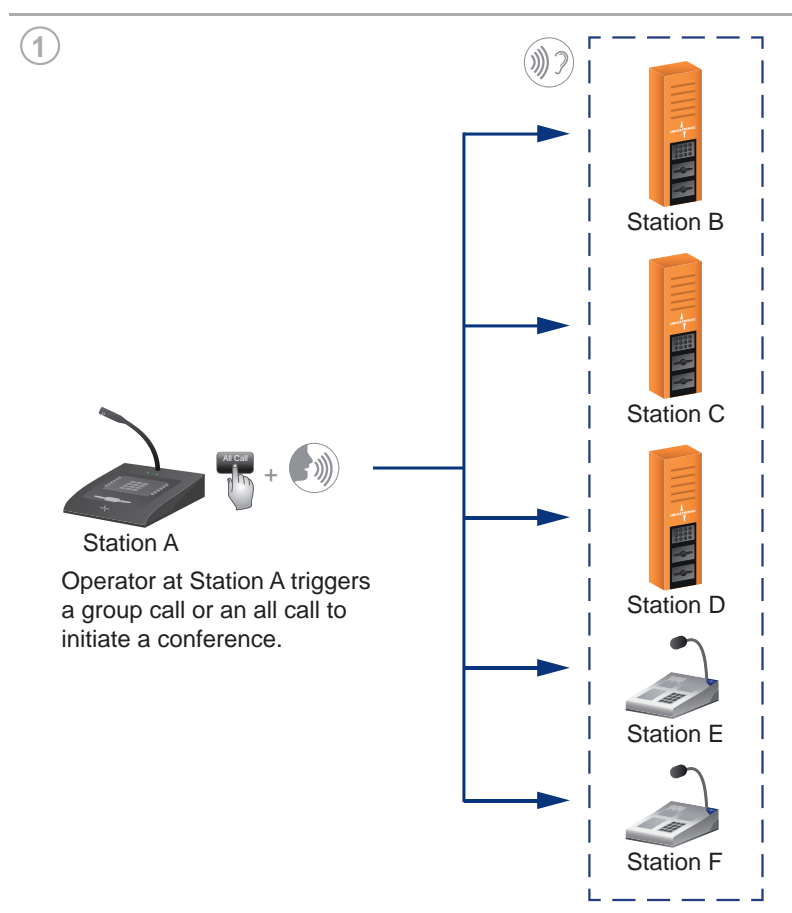 1
Station B
Station C
All Call
+
Station A
Operator at Station A triggers
a group call or an all call to
initiate a conference.
Station D
Station E
Station F